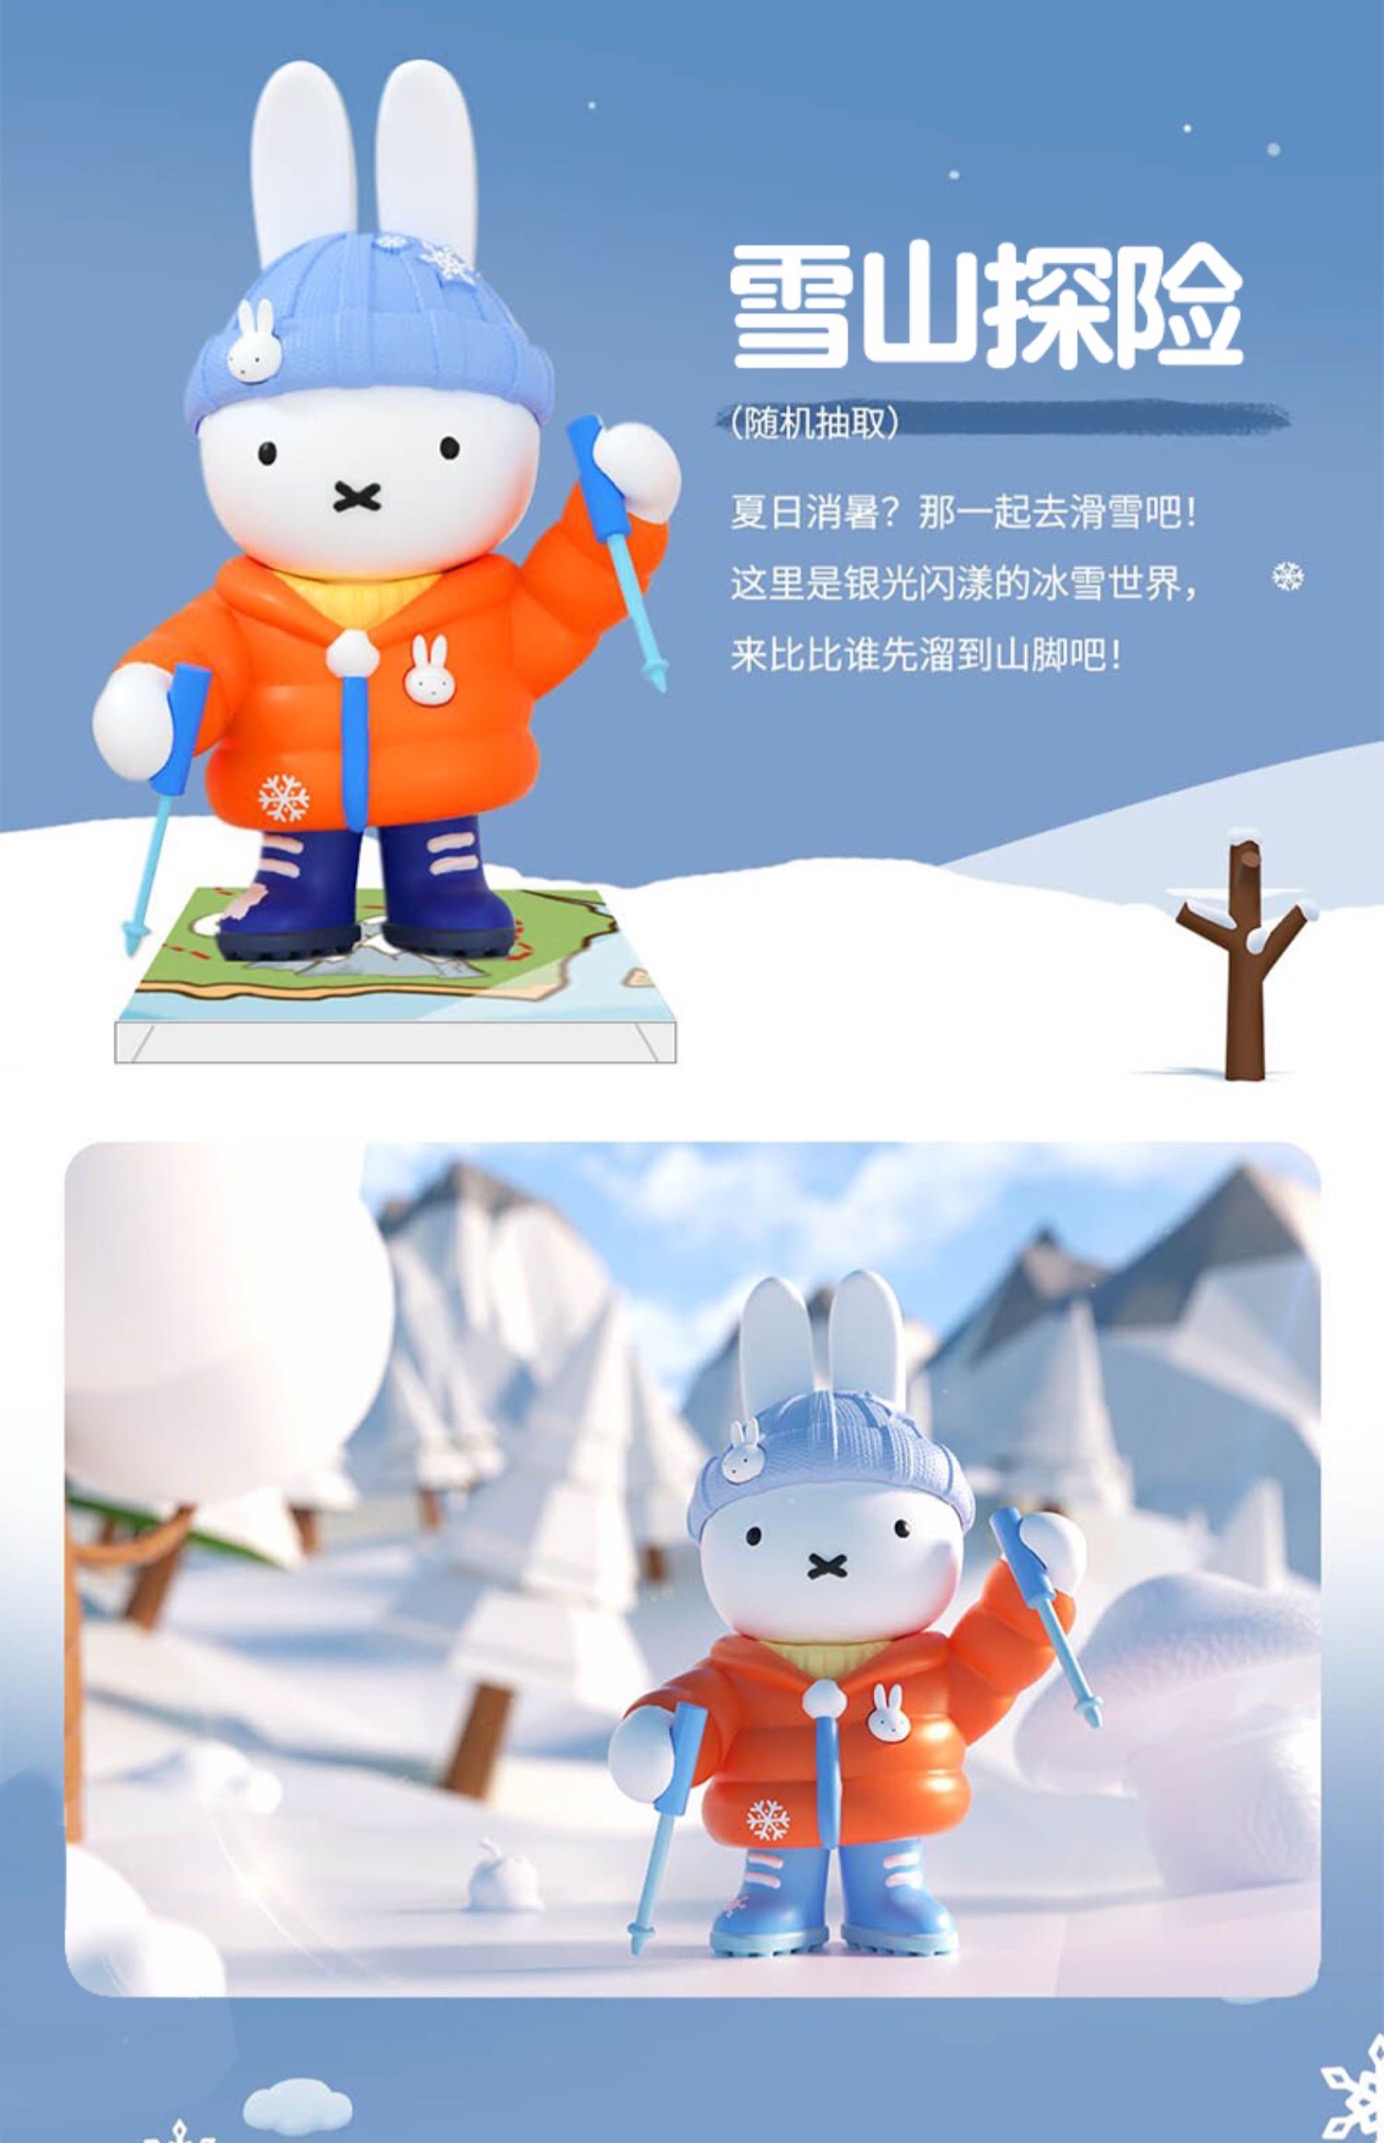 雪山探险
（随机抽取）
夏日消暑？那一起去滑雪吧！
这里是银光闪漾的冰雪世界，
来比比谁先溜到山脚吧！